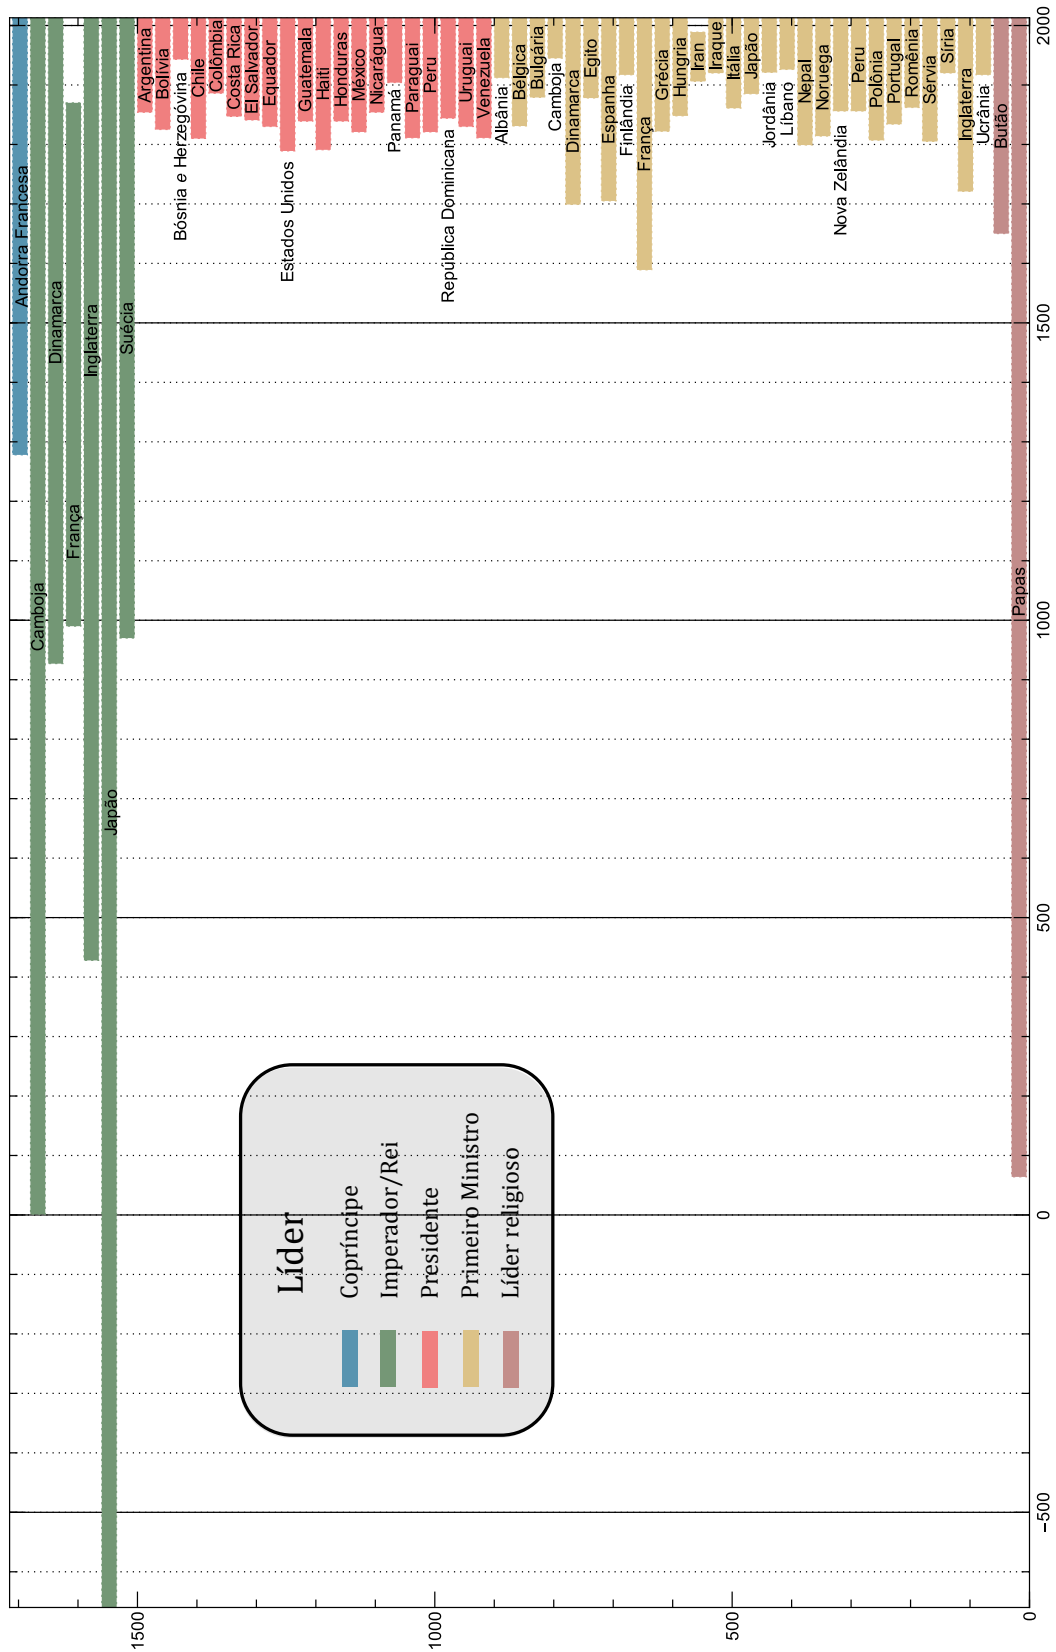 Andorra Francesa
Camboja
Dinamarca
França
Inglaterra
Japão
Suécia
Argentina
Bolívia
Bósnia e Herzegóvina
Chile
Colômbia
Costa Rica
El Salvador
Equador
Estados Unidos
Guatemala
Haiti
Honduras
México
Nicarágua
Panamá
Paraguai
Peru
República Dominicana
Uruguai
Venezuela
Albânia
Bélgica
Bulgária
Camboja
Dinamarca
Egito
Espanha
Finlândia
França
Grécia
Hungria
Iran
Iraque
Itália
Japão
Jordânia
Líbano
Nepal
Noruega
Nova Zelândia
Peru
Polônia
Portugal
Romênia
Sérvia
Síria
Inglaterra
Ucrânia
Butão
Papas
Líder
Copríncipe
Imperador/Rei
Presidente
Primeiro Ministro
Líder religioso
−500
0
500
1000
1500
2000
0
500
1000
1500